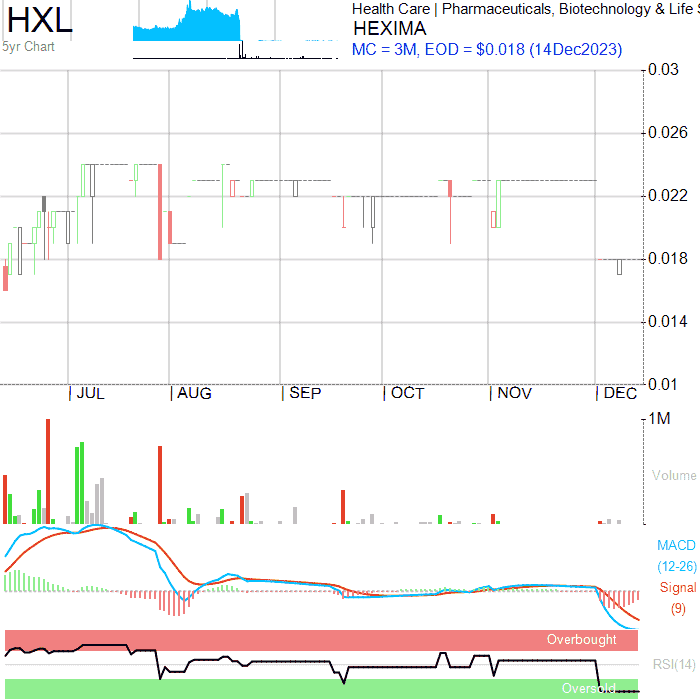 HXL
5yr Chart
Health Care | Pharmaceuticals, Biotechnology & Life S
HEXIMA
MC = 3M, EOD = $0.018 (14Dec2023)
0.03
0.026
0.022
0.018
0.014
0.01
| JUL | AUG | SEP | OCT | NOV | DEC
1M
Volume
MACD
(12-26)
Signal
(9)
Overbought
RSI(14)
Oversold